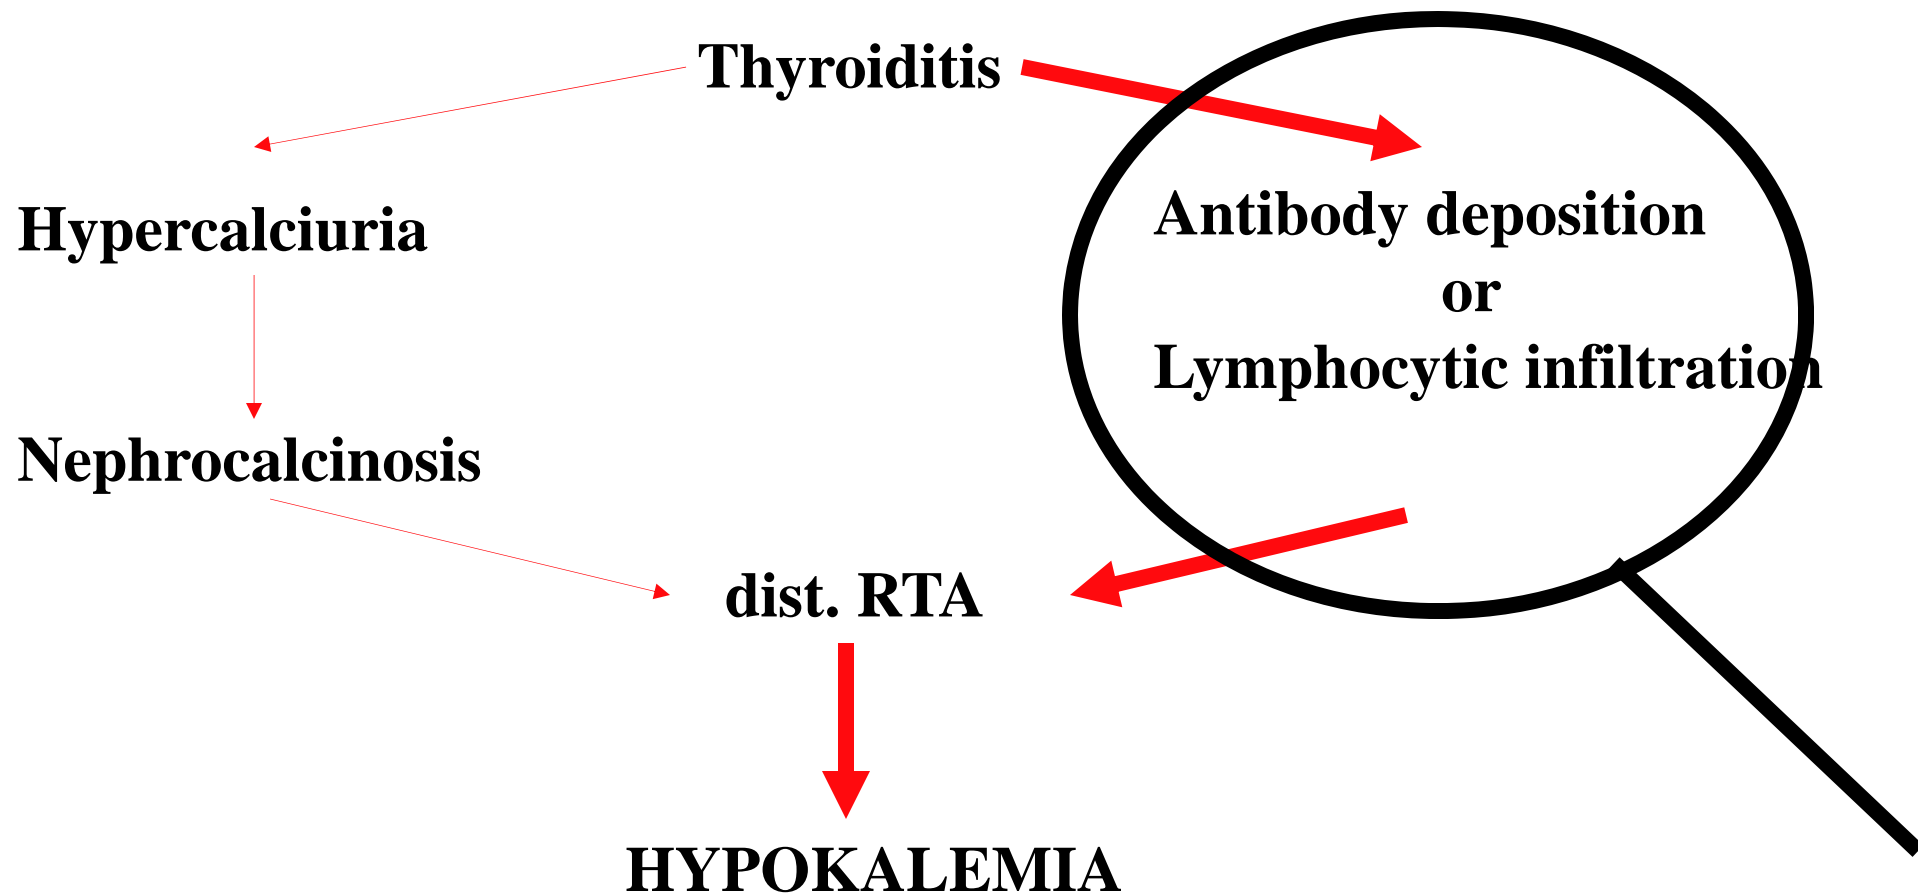 Thyroiditis
Antibody deposition
or
Lymphocytic infiltration
Hypercalciuria
Nephrocalcinosis
dist. RTA
HYPOKALEMIA